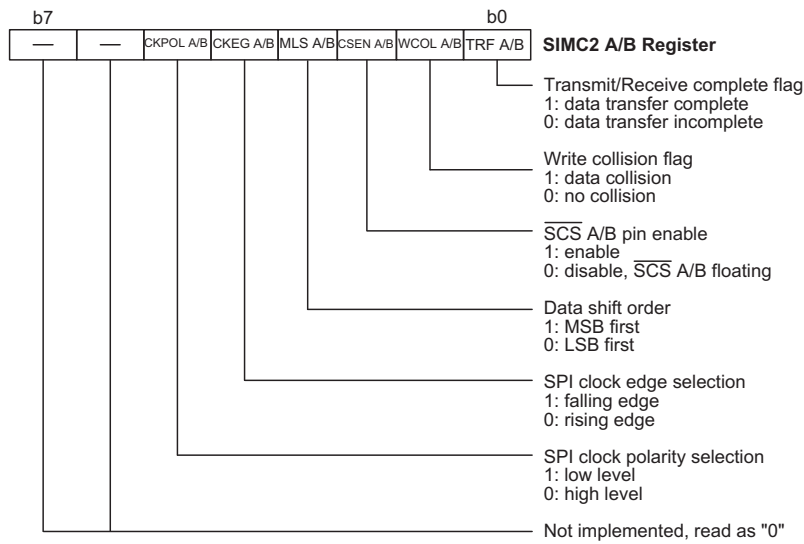 b7 b0
— — CKPOL A/B CKEG A/B MLS A/B CSEN A/B WCOL A/B TRF A/B SIMC2 A/B Register
Transmit/Receive complete flag
1: data transfer complete
0: data transfer incomplete
Write collision flag
1: data collision
0: no collision
S̅C̅S̅ A/B pin enable
1: enable
0: disable, S̅C̅S̅ A/B floating
Data shift order
1: MSB first
0: LSB first
SPI clock edge selection
1: falling edge
0: rising edge
SPI clock polarity selection
1: low level
0: high level
Not implemented, read as "0"